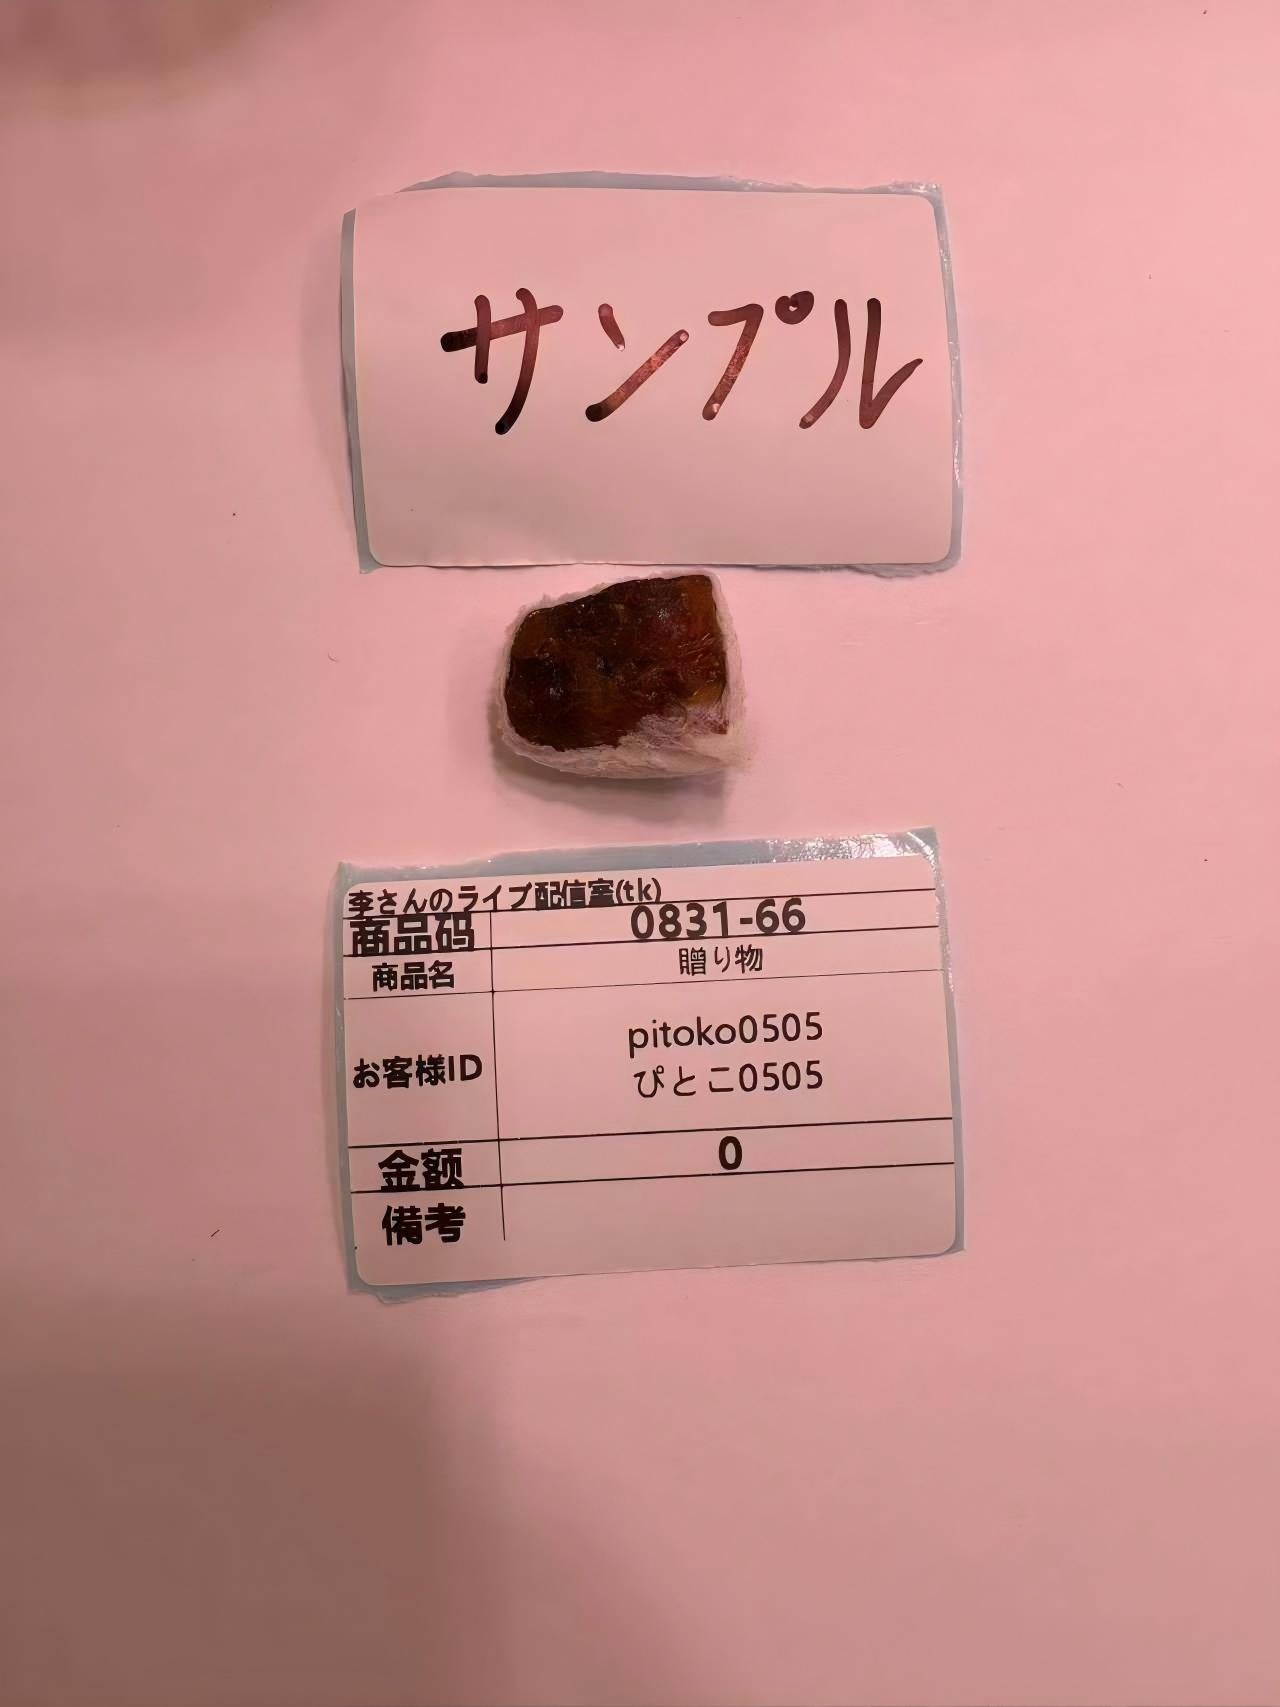 サンプル
李さんのライブ配信室(tk)
商品码 0831-66
商品名 贈り物
お客様ID pitoko0505
ぴとこ0505
金额 0
備考